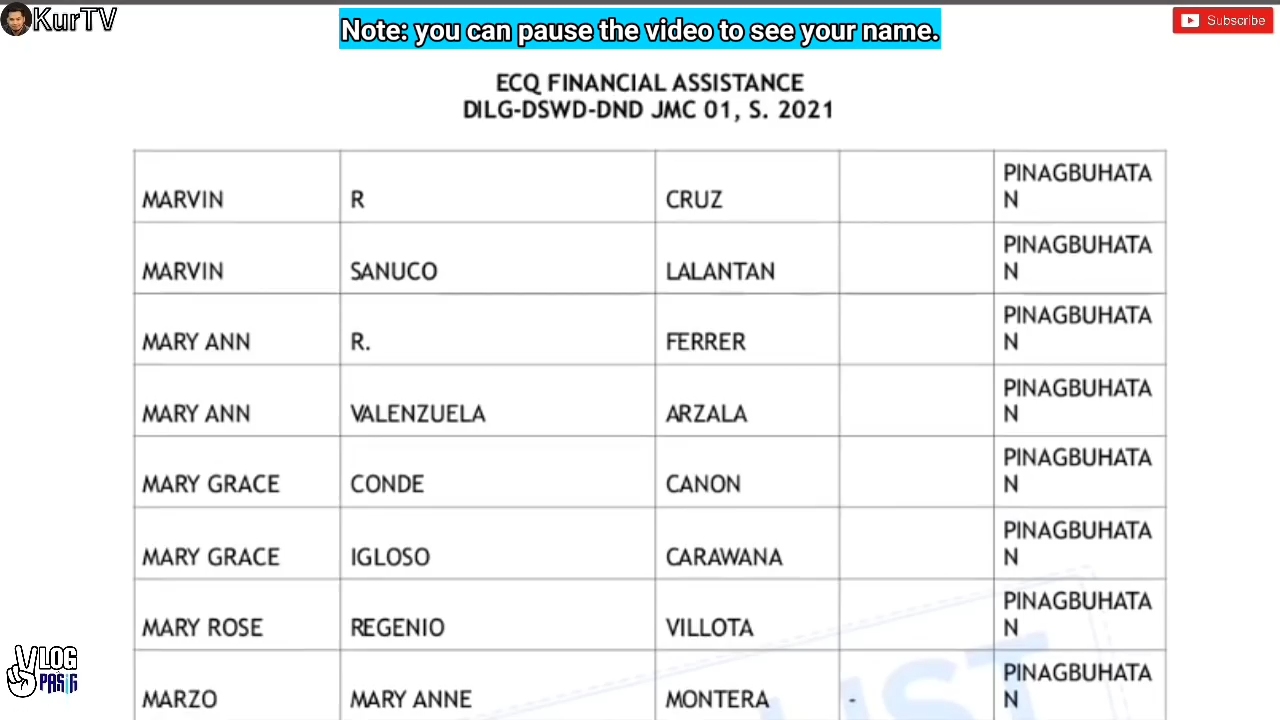 KurTV
Note: you can pause the video to see your name.
Subscribe
ECQ FINANCIAL ASSISTANCE
DILG-DSWD-DND JMC 01, S. 2021
MARVIN R CRUZ PINAGBUHATA
N
MARVIN SANUCO LALANTAN PINAGBUHATA
N
MARY ANN R. FERRER PINAGBUHATA
N
MARY ANN VALENZUELA ARZALA PINAGBUHATA
N
MARY GRACE CONDE CANON PINAGBUHATA
N
MARY GRACE IGLOSO CARAWANA PINAGBUHATA
N
MARY ROSE REGENIO VILLOTA PINAGBUHATA
N
MARZO MARY ANNE MONTERA - PINAGBUHATA
N
VLOG
PASIG